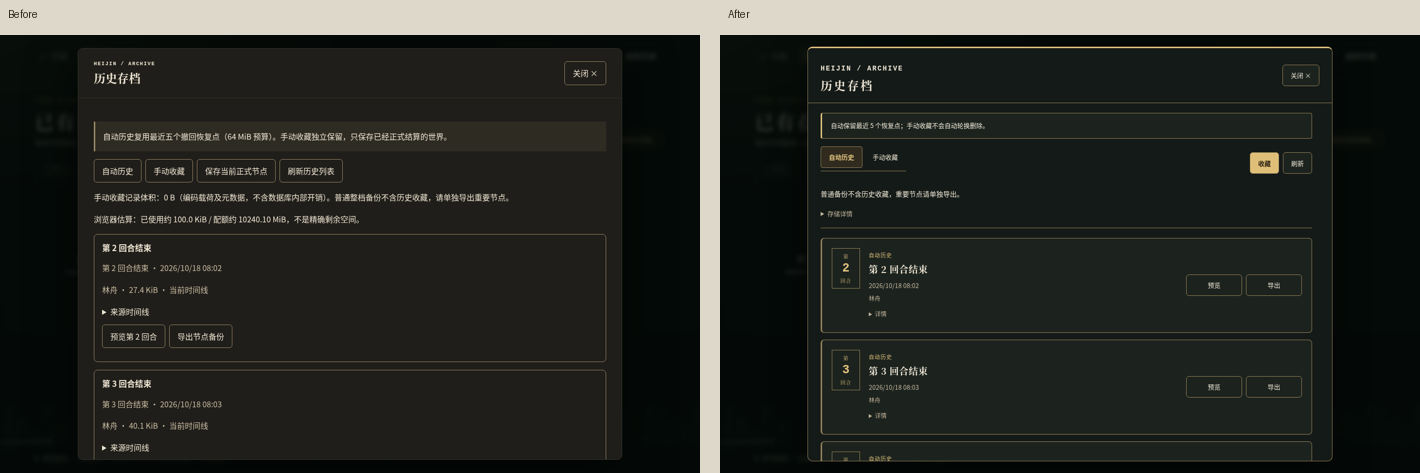 Before
HEIJIN / ARCHIVE
历史存档
关闭 ×
自动历史复用最近五个撤回恢复点（64 MiB 预算）。手动收藏独立保留，只保存已经正式结算的世界。
自动历史
手动收藏
保存当前正式节点
刷新历史列表
手动收藏记录体积：0 B（编码载荷及元数据，不含数据库内部开销）。普通整档备份不含历史收藏，请单独导出重要节点。
浏览器估算：已使用约 100.0 KiB / 配额约 10240.10 MiB，不是精确剩余空间。
第 2 回合结束
第 2 回合结束 · 2026/10/18 08:02
林舟 · 27.4 KiB · 当前时间线
▶ 来源时间线
预览第 2 回合
导出节点备份
第 3 回合结束
第 3 回合结束 · 2026/10/18 08:03
林舟 · 40.1 KiB · 当前时间线
▶ 来源时间线
After
HEIJIN / ARCHIVE
历史存档
关闭 ×
自动保留最近 5 个恢复点；手动收藏不会自动轮换删除。
自动历史
手动收藏
收藏
刷新
普通备份不含历史收藏，重要节点请单独导出。
▶ 存储详情
第
2
回合
自动历史
第 2 回合结束
2026/10/18 08:02
林舟
▶ 详情
预览
导出
第
3
回合
自动历史
第 3 回合结束
2026/10/18 08:03
林舟
▶ 详情
预览
导出
第
自动历史